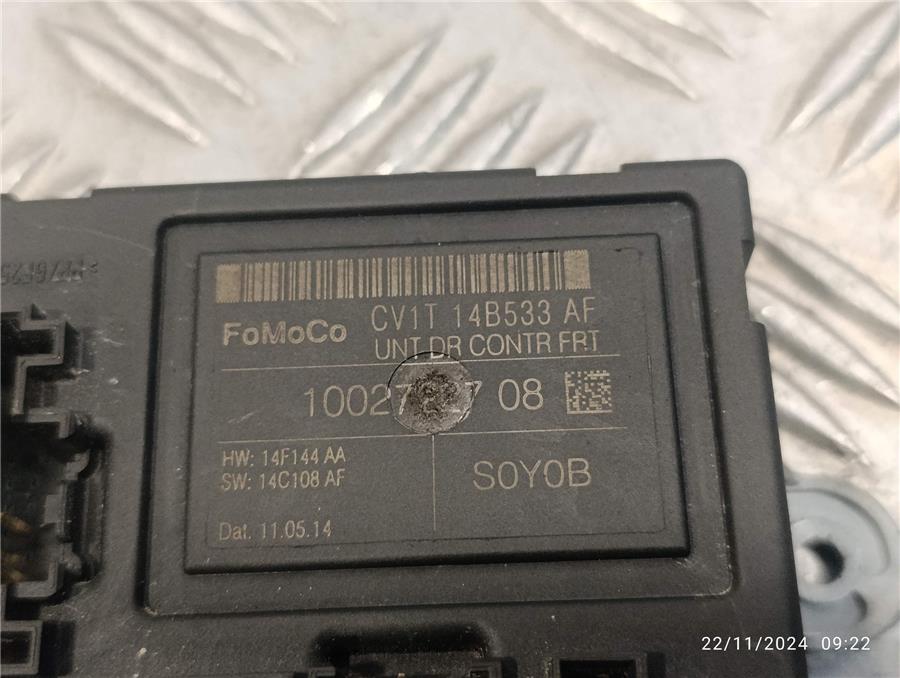 FoMoCo CV1T 14B533 AF
UNT DR CONTR FRT
08
HW: 14F144 AA
SW: 14C108 AF
S0Y0B
Dat. 11.05.14
22/11/2024 09:22